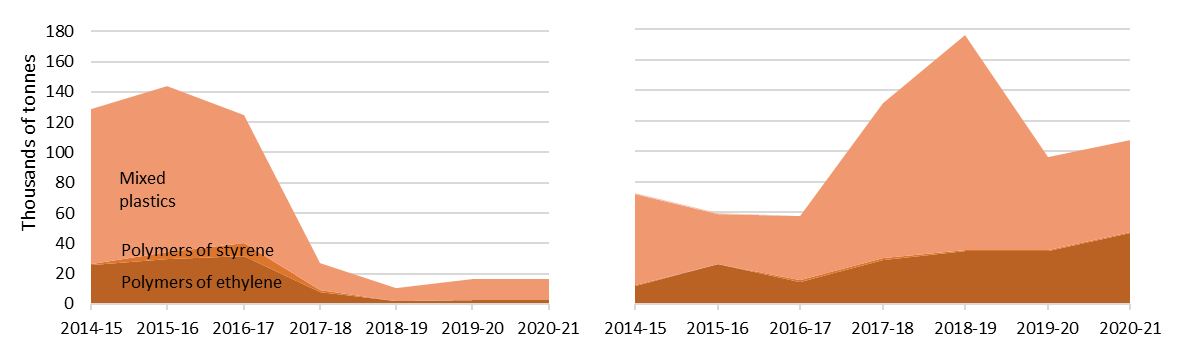 Thousands of tonnes
180
160
140
120
100
80
60
40
20
0
Mixed
plastics
Polymers of styrene
Polymers of ethylene
2014-15 2015-16 2016-17 2017-18 2018-19 2019-20 2020-21
2014-15 2015-16 2016-17 2017-18 2018-19 2019-20 2020-21